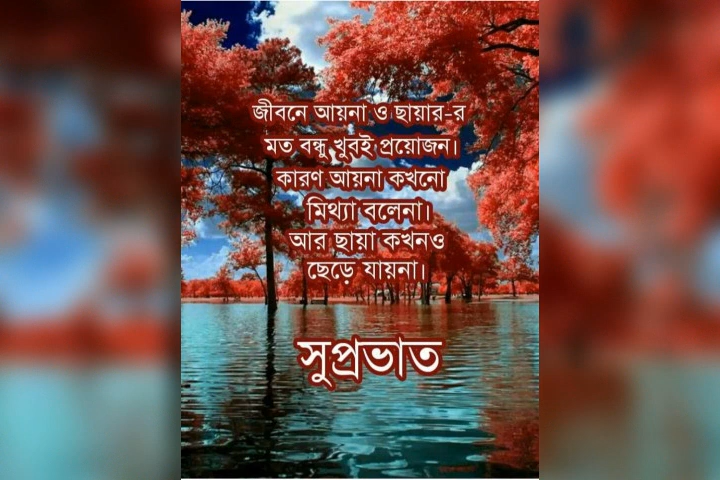 জীবনে আয়না ও ছায়ার-র
মত বন্ধু খুবই প্রয়োজন।
কারণ আয়না কখনো
মিথ্যা বলেনা।
আর ছায়া কখনও
ছেড়ে যায়না।
সুপ্রভাত